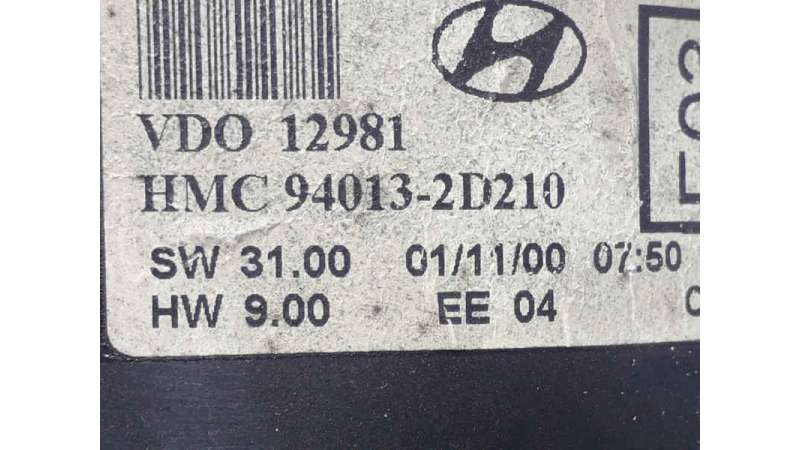 VDO 12981
HMC 94013-2D210
SW 31.00 01/11/00 07:50
HW 9.00 EE 04